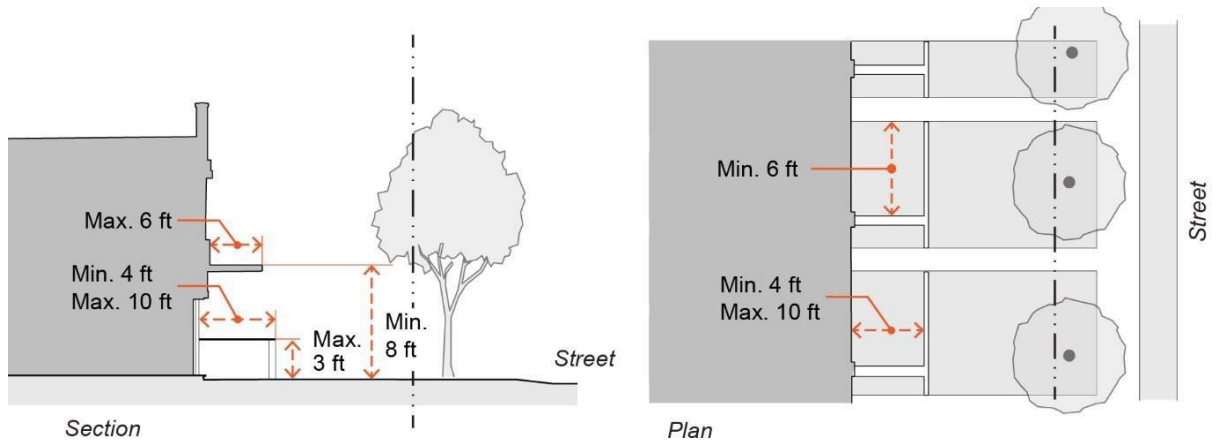 Max. 6 ft
Min. 4 ft
Max. 10 ft
Max.
3 ft
Min.
8 ft
Street
Section
Min. 6 ft
Min. 4 ft
Max. 10 ft
Street
Plan